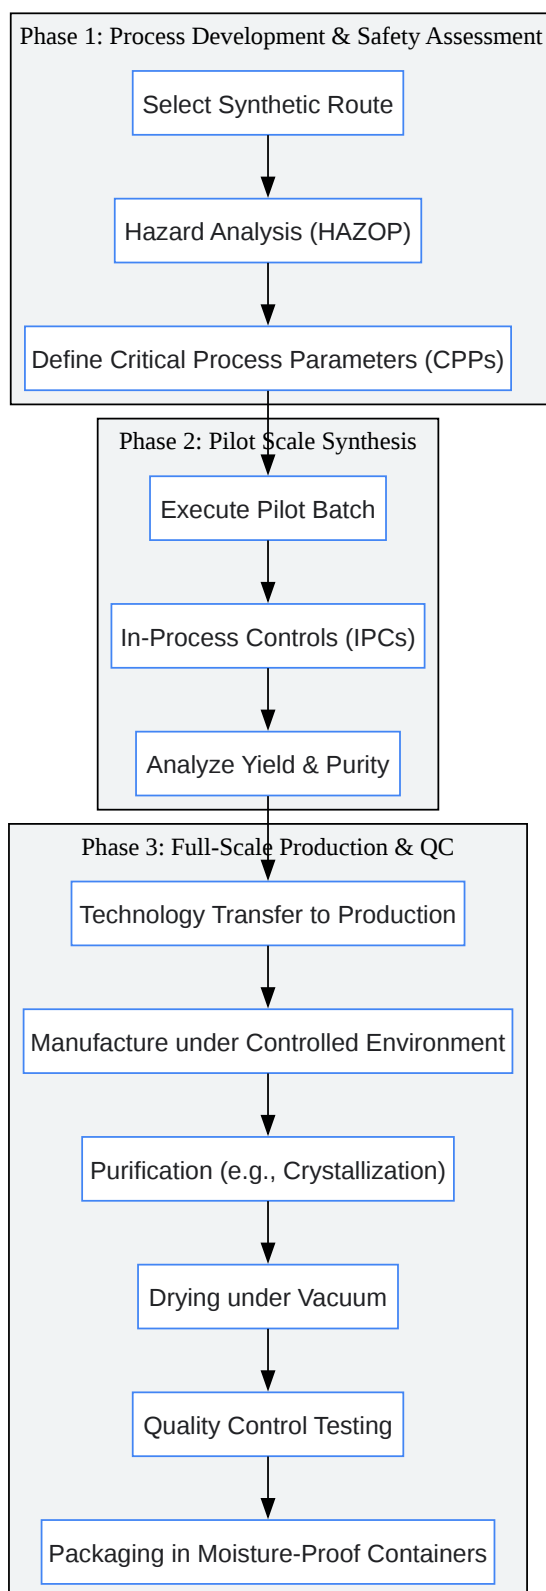 Phase 1: Process Development & Safety Assessment
Select Synthetic Route
Hazard Analysis (HAZOP)
Define Critical Process Parameters (CPPs)
Phase 2: Pilot Scale Synthesis
Execute Pilot Batch
In-Process Controls (IPCs)
Analyze Yield & Purity
Phase 3: Full-Scale Production & QC
Technology Transfer to Production
Manufacture under Controlled Environment
Purification (e.g., Crystallization)
Drying under Vacuum
Quality Control Testing
Packaging in Moisture-Proof Containers